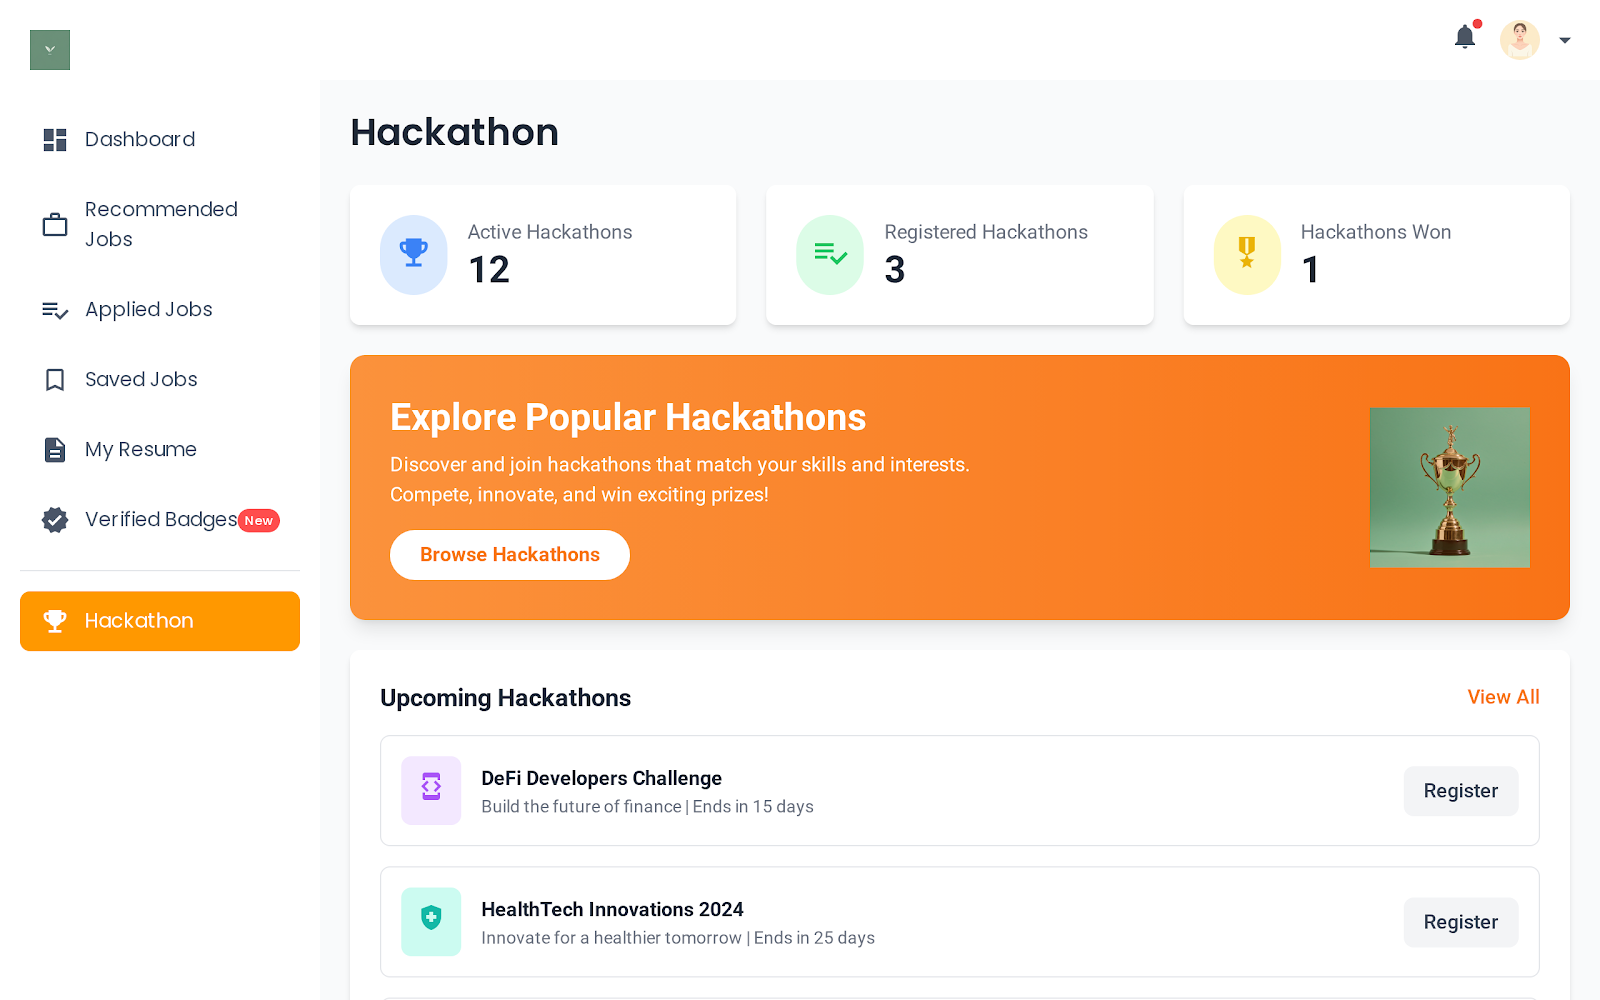 Dashboard
Recommended
Jobs
Applied Jobs
Saved Jobs
My Resume
Verified Badges New
Hackathon
Hackathon
Active Hackathons
12
Registered Hackathons
3
Hackathons Won
1
Explore Popular Hackathons
Discover and join hackathons that match your skills and interests.
Compete, innovate, and win exciting prizes!
Browse Hackathons
Upcoming Hackathons
View All
DeFi Developers Challenge
Build the future of finance | Ends in 15 days
Register
HealthTech Innovations 2024
Innovate for a healthier tomorrow | Ends in 25 days
Register